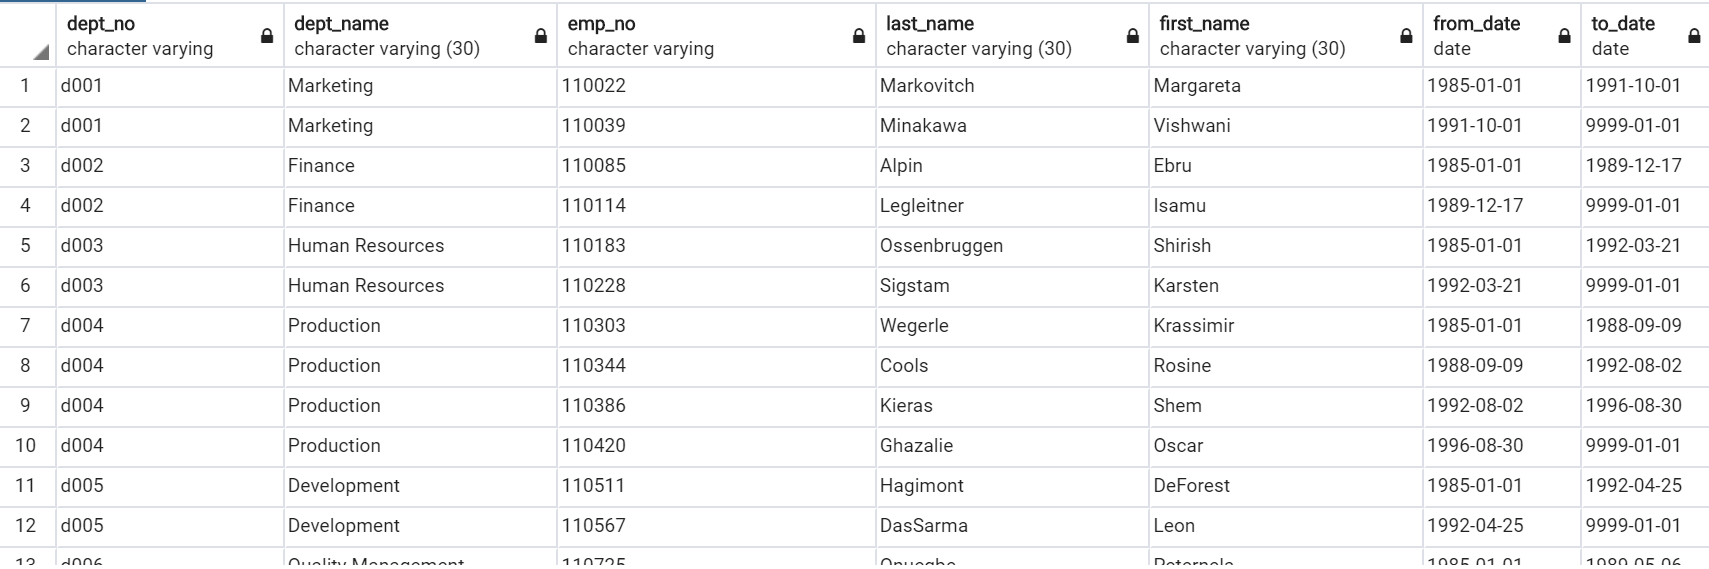 dept_no dept_name emp_no last_name first_name from_date to_date
character varying character varying (30) character varying character varying (30) character varying (30) date date
1 d001 Marketing 110022 Markovitch Margareta 1985-01-01 1991-10-01
2 d001 Marketing 110039 Minakawa Vishwani 1991-10-01 9999-01-01
3 d002 Finance 110085 Alpin Ebru 1985-01-01 1989-12-17
4 d002 Finance 110114 Legleitner Isamu 1989-12-17 9999-01-01
5 d003 Human Resources 110183 Ossenbruggen Shirish 1985-01-01 1992-03-21
6 d003 Human Resources 110228 Sigstam Karsten 1992-03-21 9999-01-01
7 d004 Production 110303 Wegerle Krassimir 1985-01-01 1988-09-09
8 d004 Production 110344 Cools Rosine 1988-09-09 1992-08-02
9 d004 Production 110386 Kieras Shem 1992-08-02 1996-08-30
10 d004 Production 110420 Ghazalie Oscar 1996-08-30 9999-01-01
11 d005 Development 110511 Hagimont DeForest 1985-01-01 1992-04-25
12 d005 Development 110567 DasSarma Leon 1992-04-25 9999-01-01
13 d006 Quality Management 110725 1985-01-01 1989-05-06